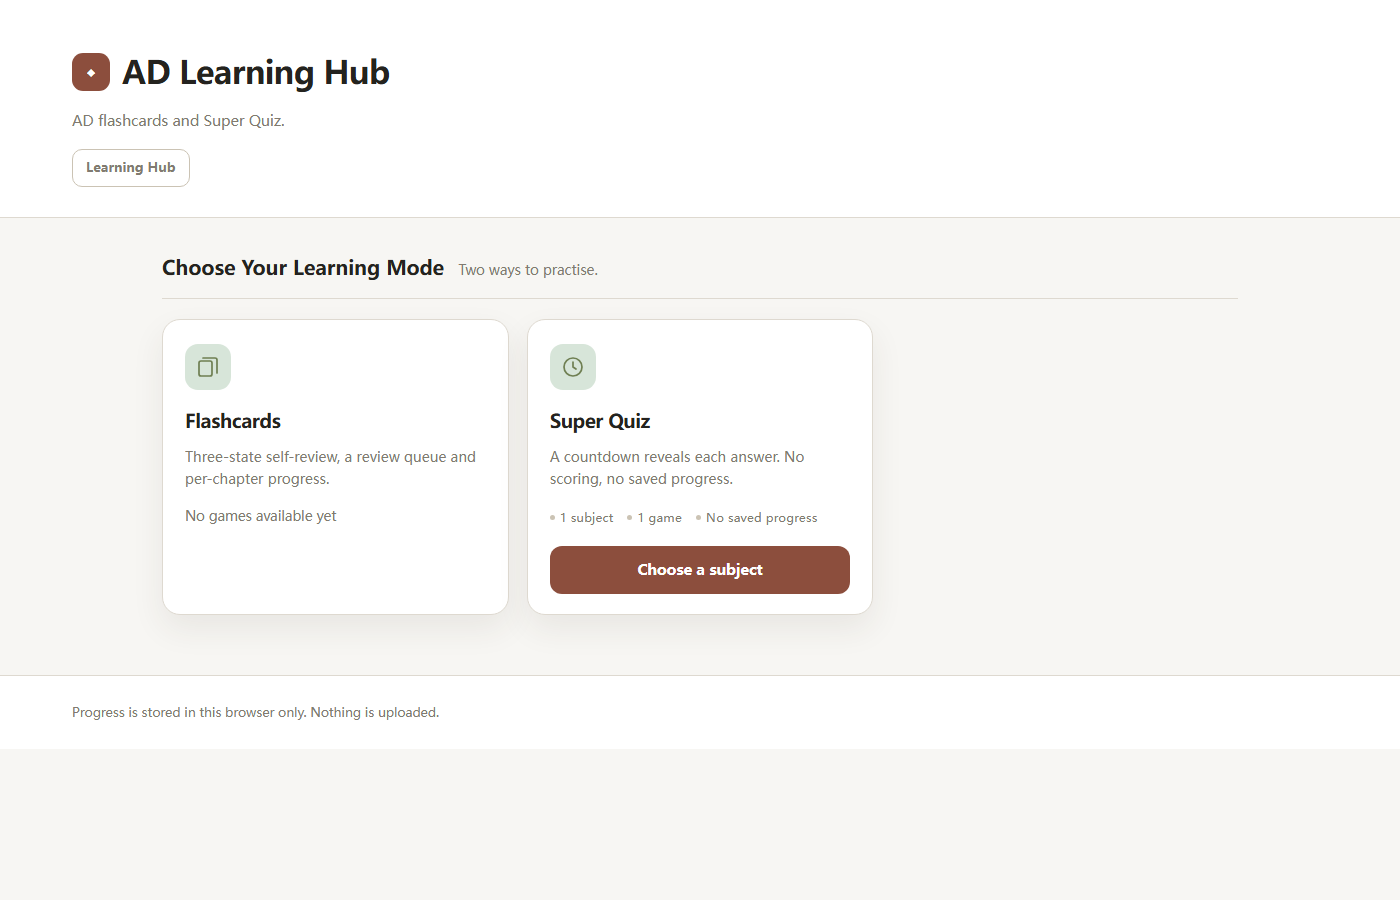 AD Learning Hub
AD flashcards and Super Quiz.
Learning Hub
Choose Your Learning Mode Two ways to practise.
Flashcards
Three-state self-review, a review queue and
per-chapter progress.
No games available yet
Super Quiz
A countdown reveals each answer. No
scoring, no saved progress.
1 subject 1 game No saved progress
Choose a subject
Progress is stored in this browser only. Nothing is uploaded.